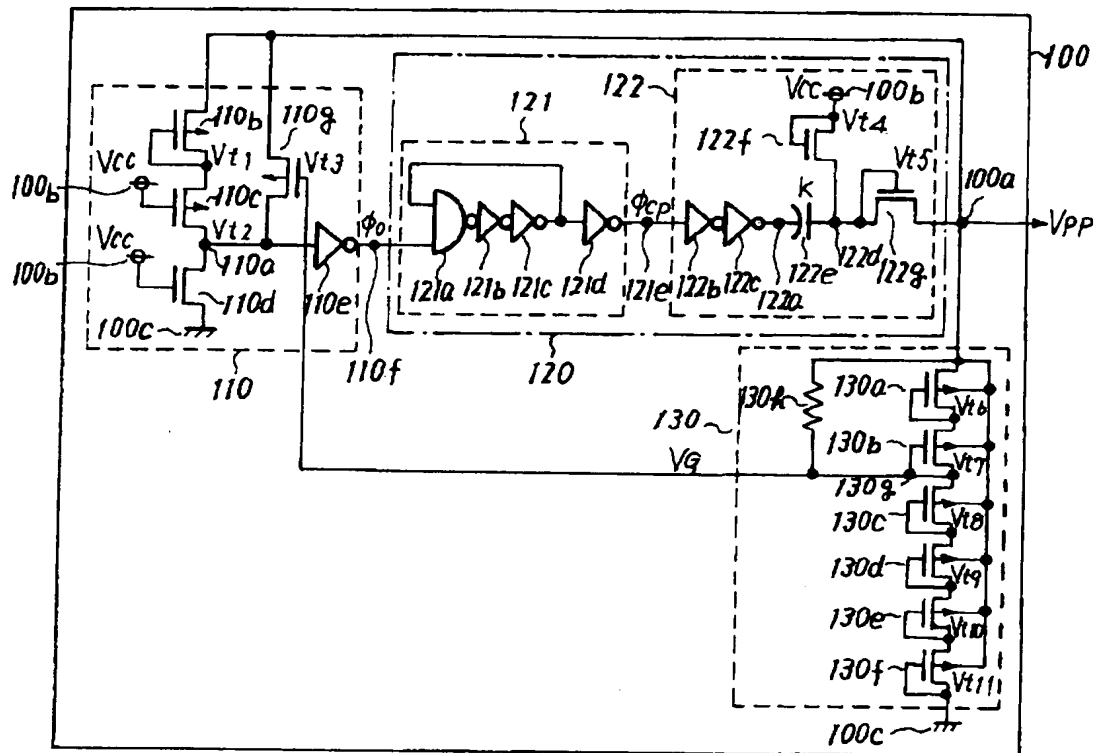 100
122
Vcc
100b
110b
110g
121
122f
Vt4
Vcc
Vt1
Vt3
Vt5
100b
110c
K
100a
φo
φcp
VPP
Vcc
Vt2
110a
100b
110d
110e
121a
121b
121c
121d
121e
122b
122c
122a
122e
122d
122g
100c
110
110f
120
130
130k
130a
Vt6
130b
VG
130g
Vt7
130c
Vt8
130d
Vt9
130e
Vt10
130f
Vt11
100c